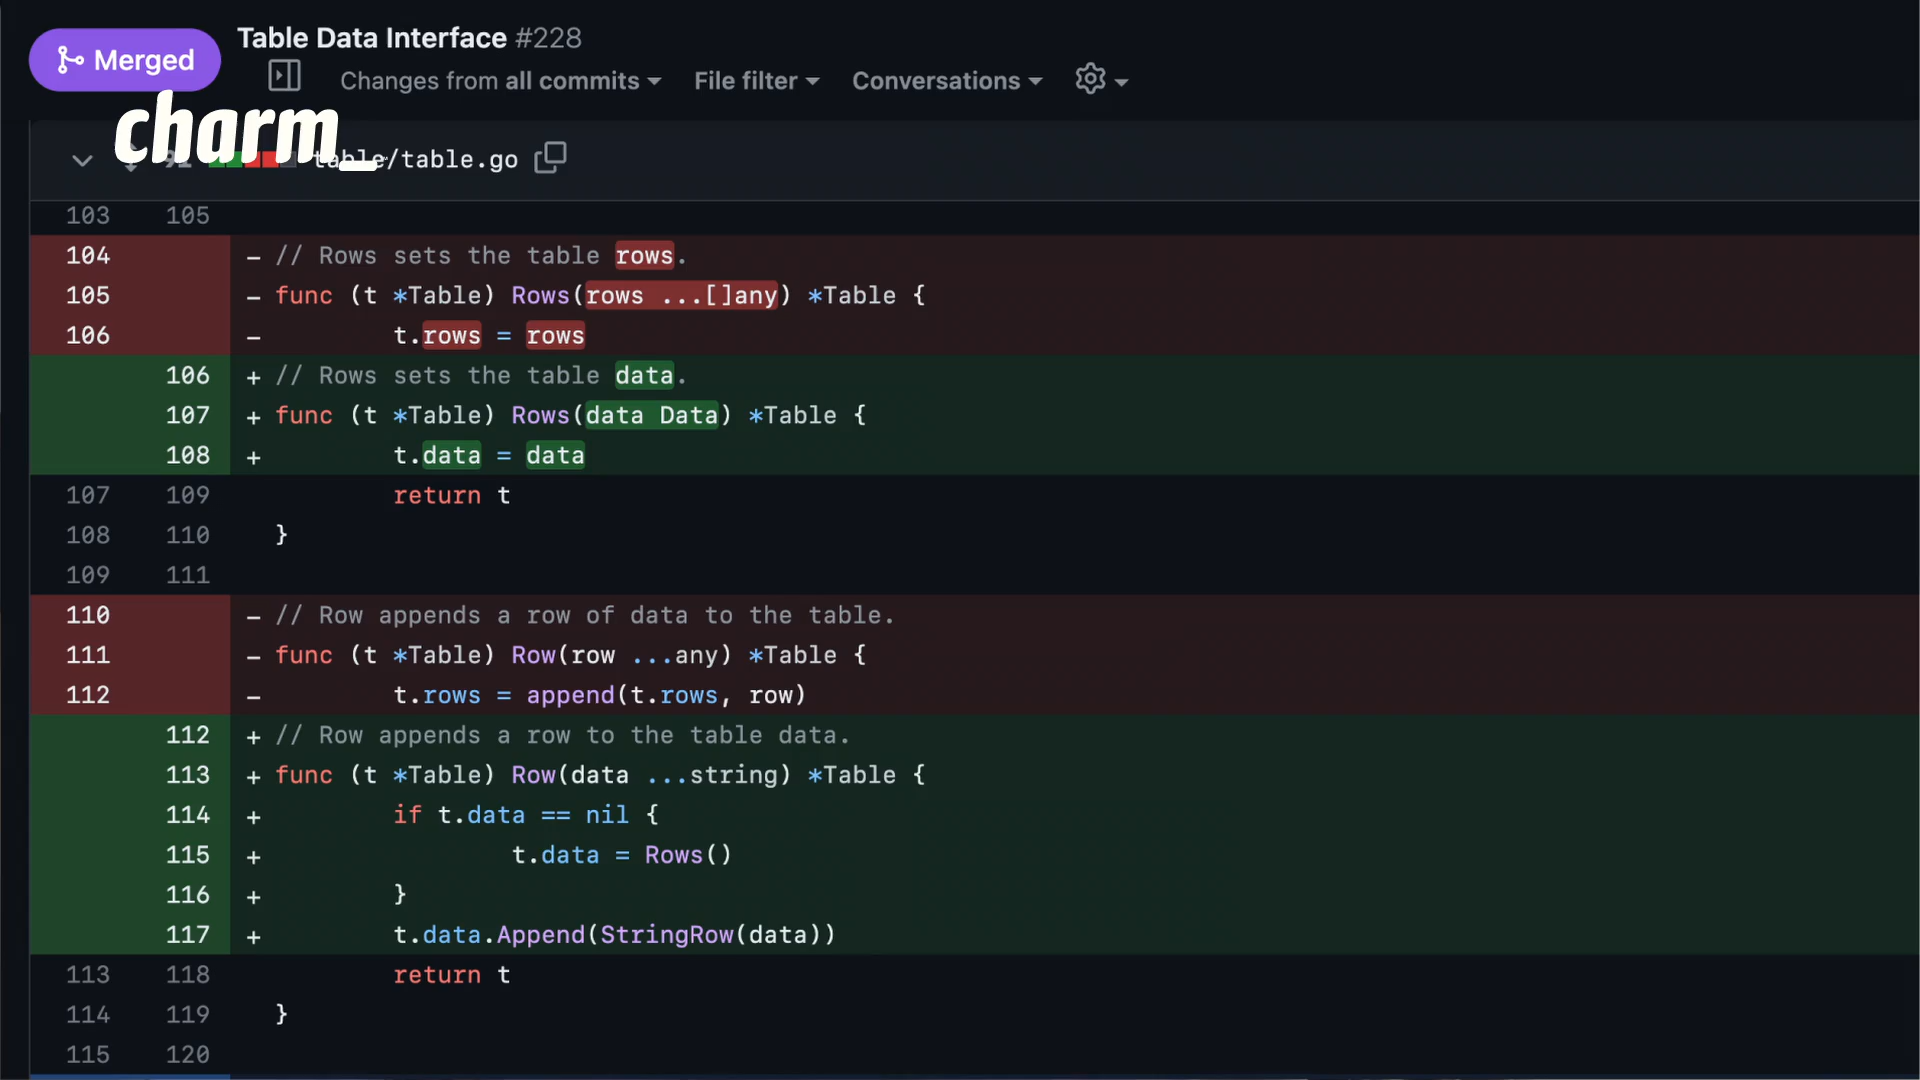 Merged
Table Data Interface #228
Changes from all commits
File filter
Conversations
charm_
table/table.go
103 105
104 - // Rows sets the table rows.
105 - func (t *Table) Rows(rows ...[]any) *Table {
106 - t.rows = rows
106 + // Rows sets the table data.
107 + func (t *Table) Rows(data Data) *Table {
108 + t.data = data
107 109 return t
108 110 }
109 111
110 - // Row appends a row of data to the table.
111 - func (t *Table) Row(row ...any) *Table {
112 - t.rows = append(t.rows, row)
112 + // Row appends a row to the table data.
113 + func (t *Table) Row(data ...string) *Table {
114 + if t.data == nil {
115 + t.data = Rows()
116 + }
117 + t.data.Append(StringRow(data))
113 118 return t
114 119 }
115 120